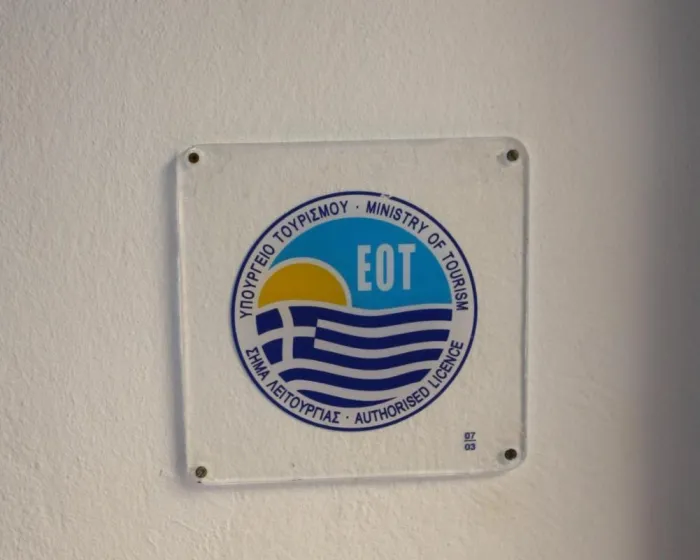 ΥΠΟΥΡΓΕΙΟ ΤΟΥΡΙΣΜΟΥ · MINISTRY OF TOURISM
ΕΟΤ
ΣΗΜΑ ΛΕΙΤΟΥΡΓΙΑΣ · AUTHORISED LICENCE
07
03